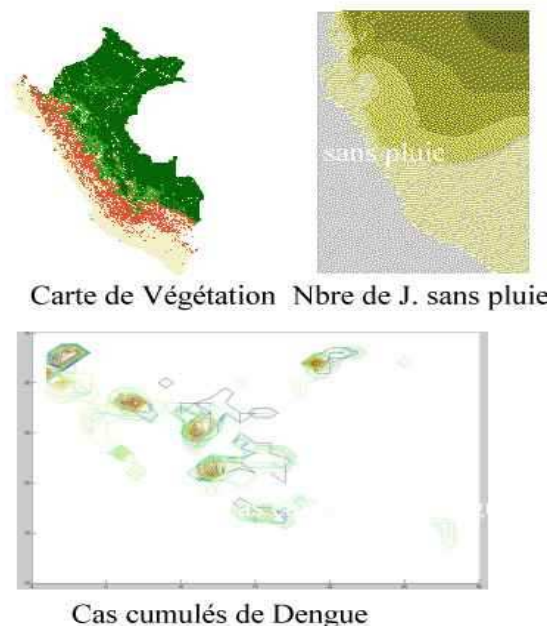 sans pluie
Carte de Végétation Nbre de J. sans pluie
Cas cumulés de Dengue